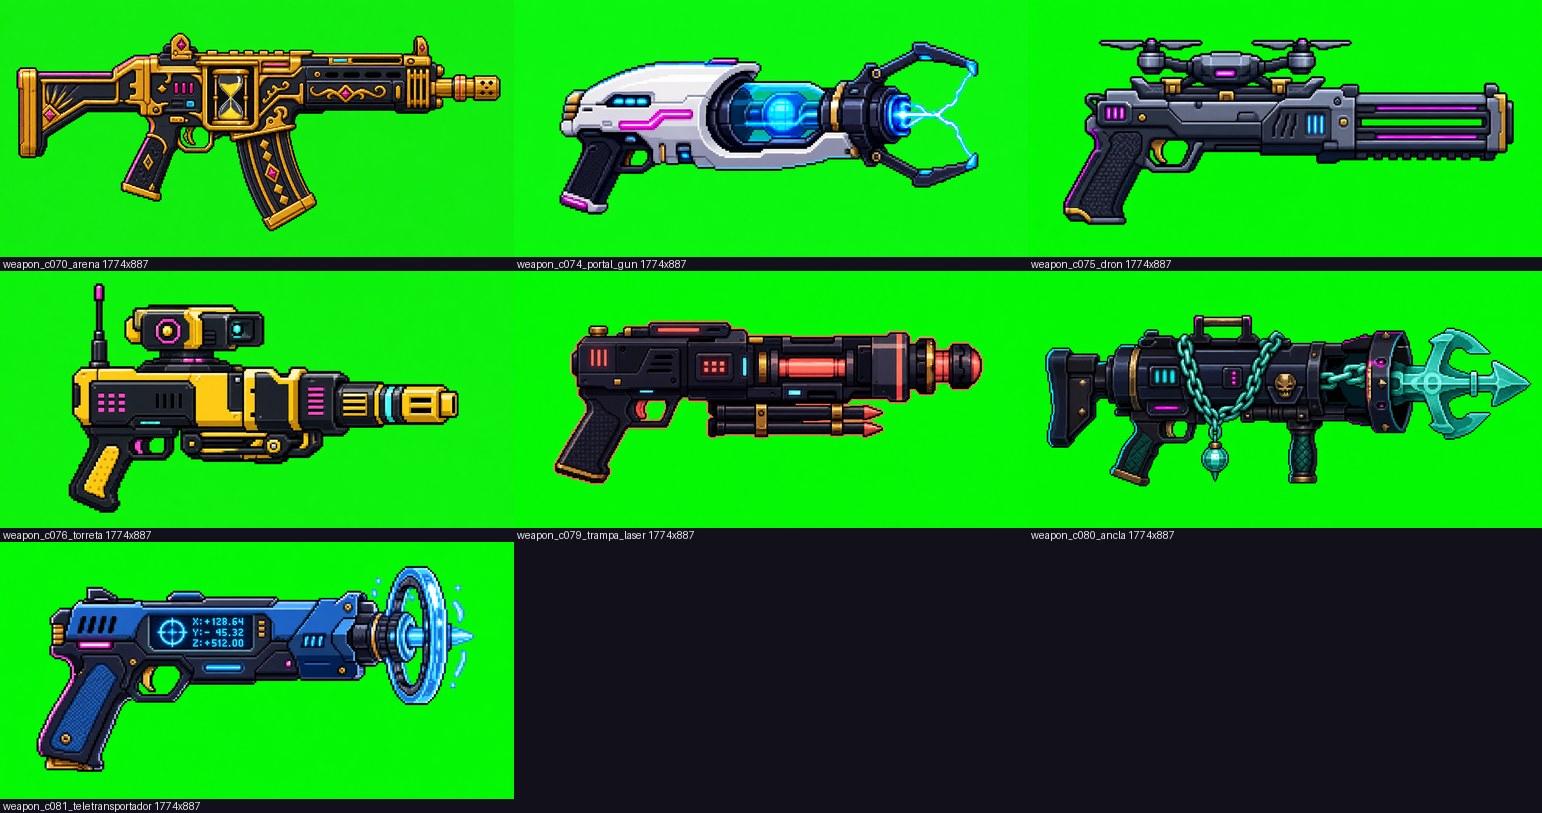 weapon_c070_arena 1774x887
weapon_c074_portal_gun 1774x887
weapon_c075_dron 1774x887
weapon_c076_torreta 1774x887
weapon_c079_trampa_laser 1774x887
weapon_c080_ancla 1774x887
X:+128.64
Y:- 45.32
Z:+512.00
weapon_c081_teletransportador 1774x887